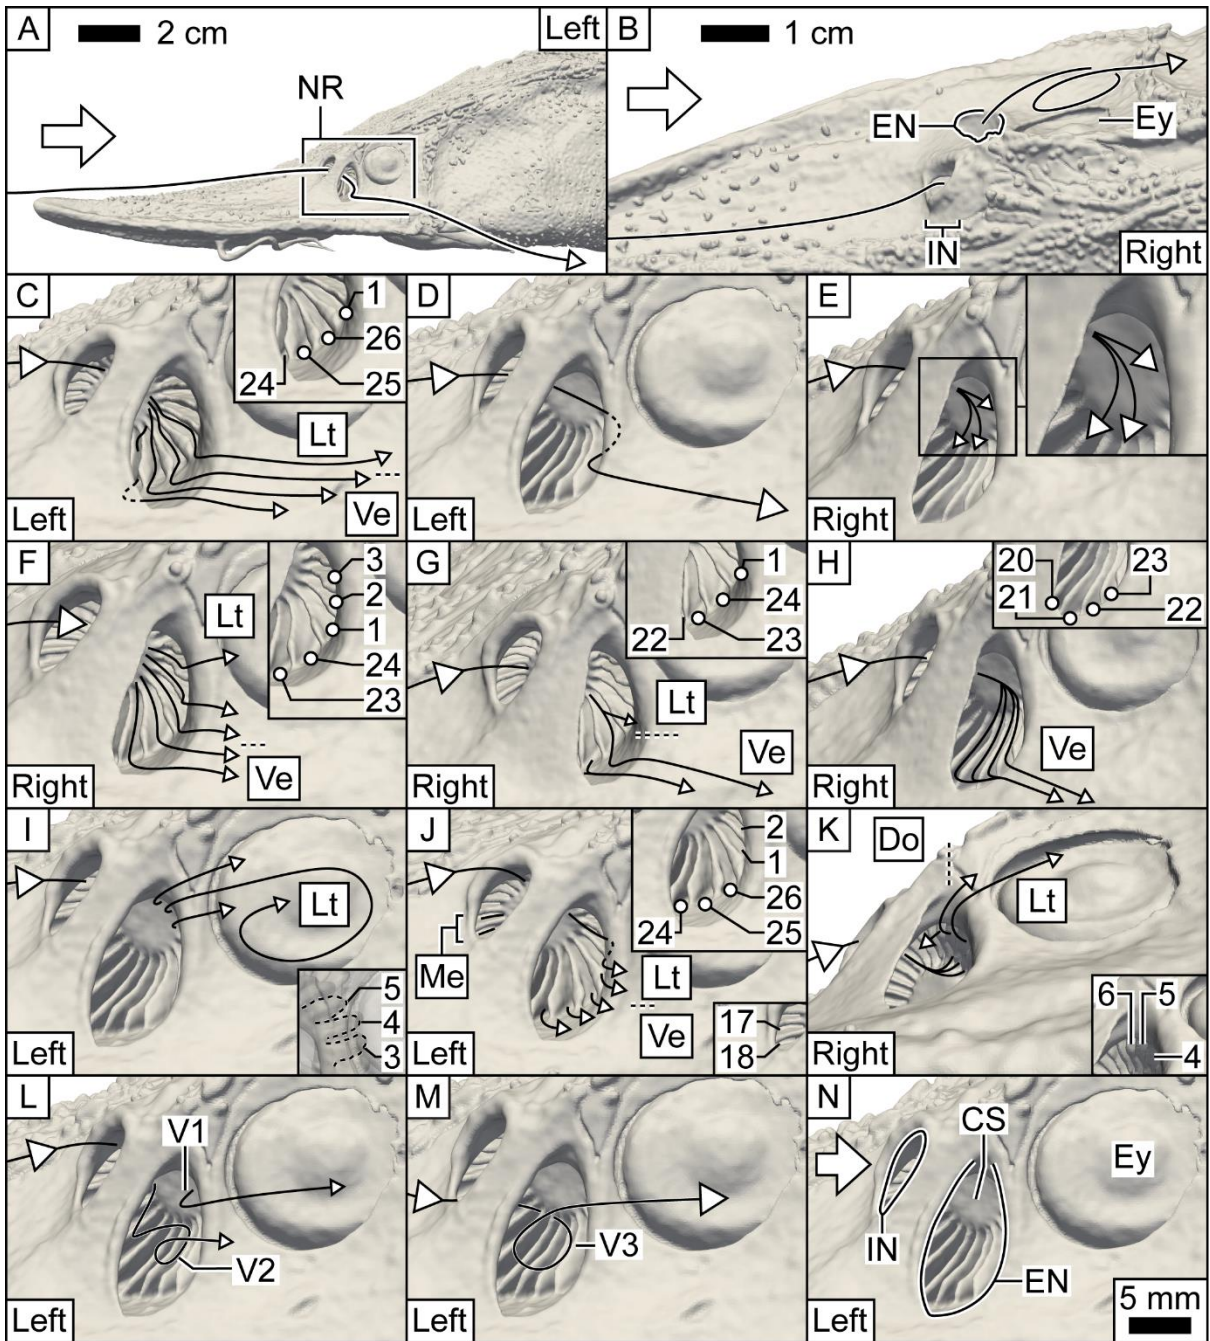 A
2 cm
Left
NR
B
1 cm
EN
Ey
IN
Right
C
1
26
25
24
Lt
Ve
Left
D
Left
E
Right
F
3
2
1
24
23
Lt
Ve
Right
G
1
24
22
23
Lt
Ve
Right
H
20
23
21
22
Ve
Right
I
Lt
5
4
3
Left
J
2
1
26
24
25
Me
Lt
Ve
17
18
Left
K
Do
Lt
6
5
4
Right
L
V1
V2
Left
M
V3
Left
N
CS
Ey
IN
EN
Left
5 mm